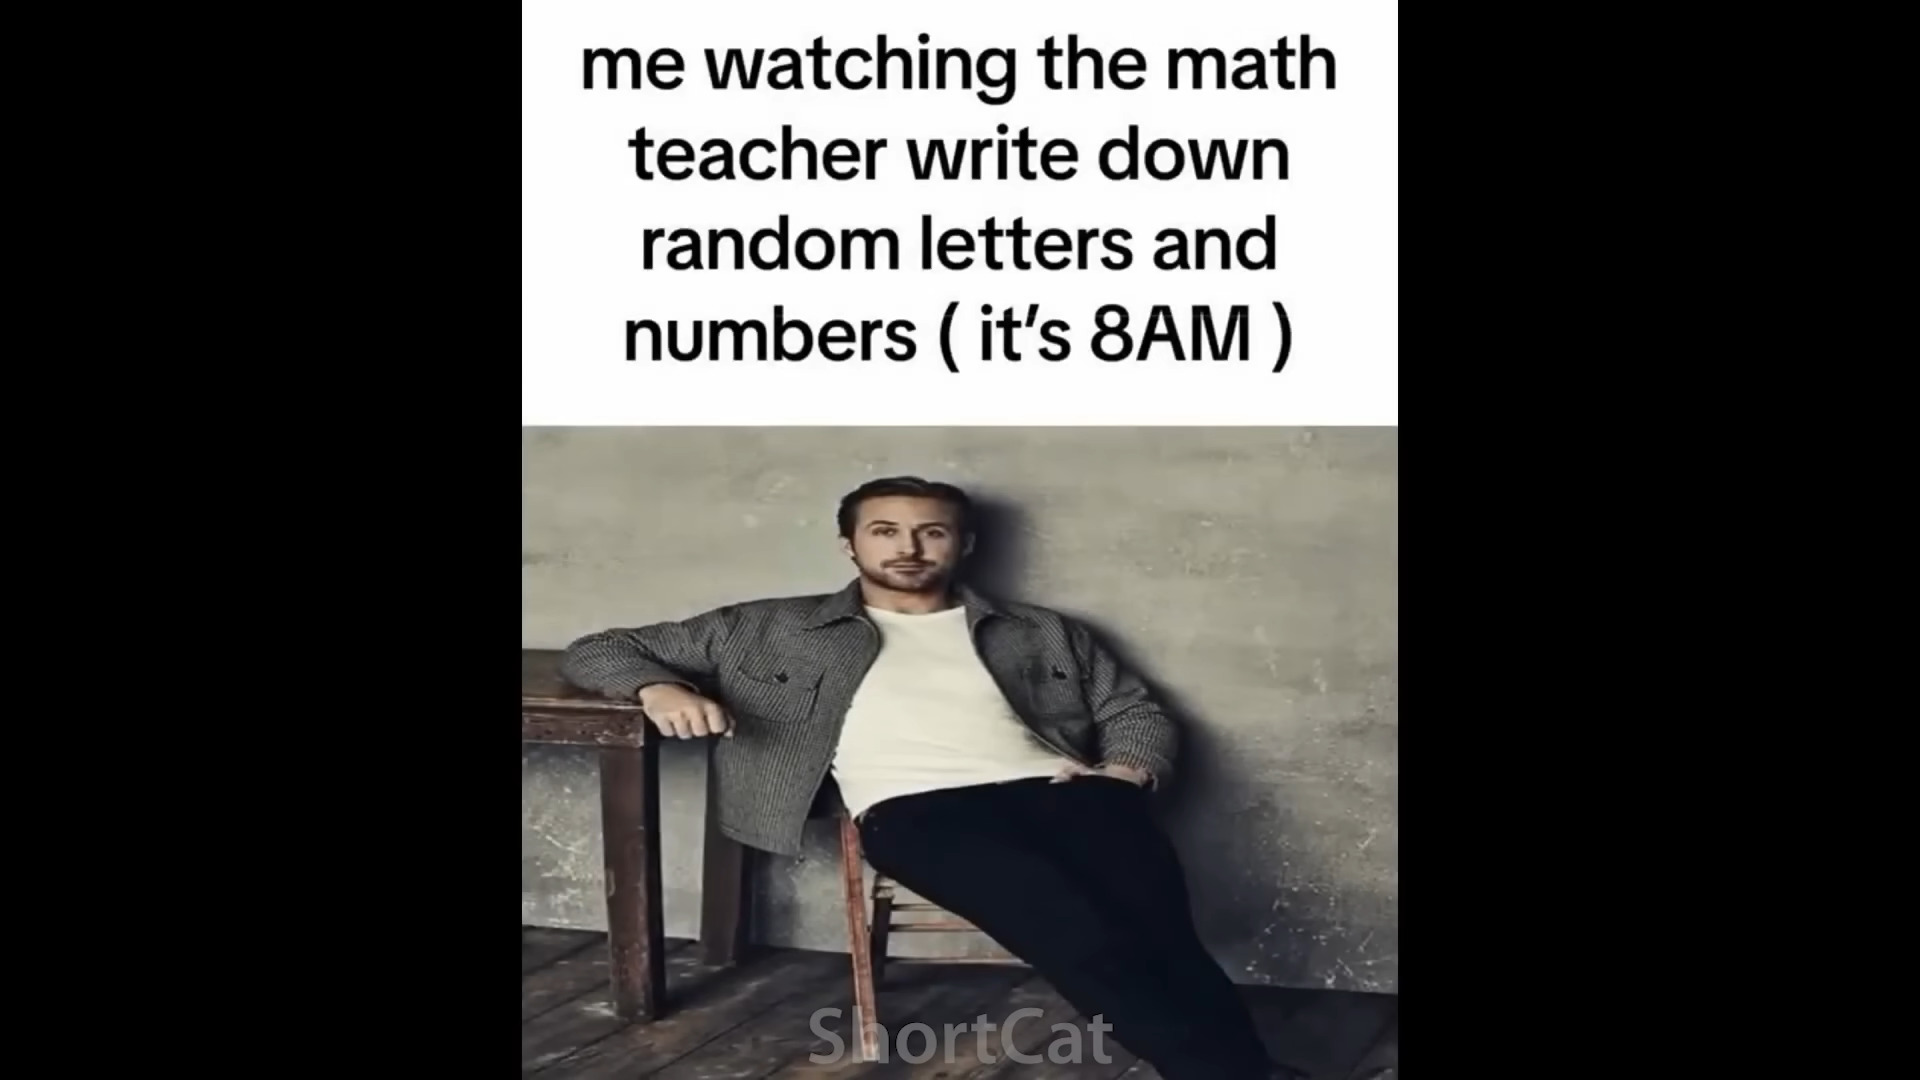 me watching the math
teacher write down
random letters and
numbers ( it’s 8AM )
ShortCat